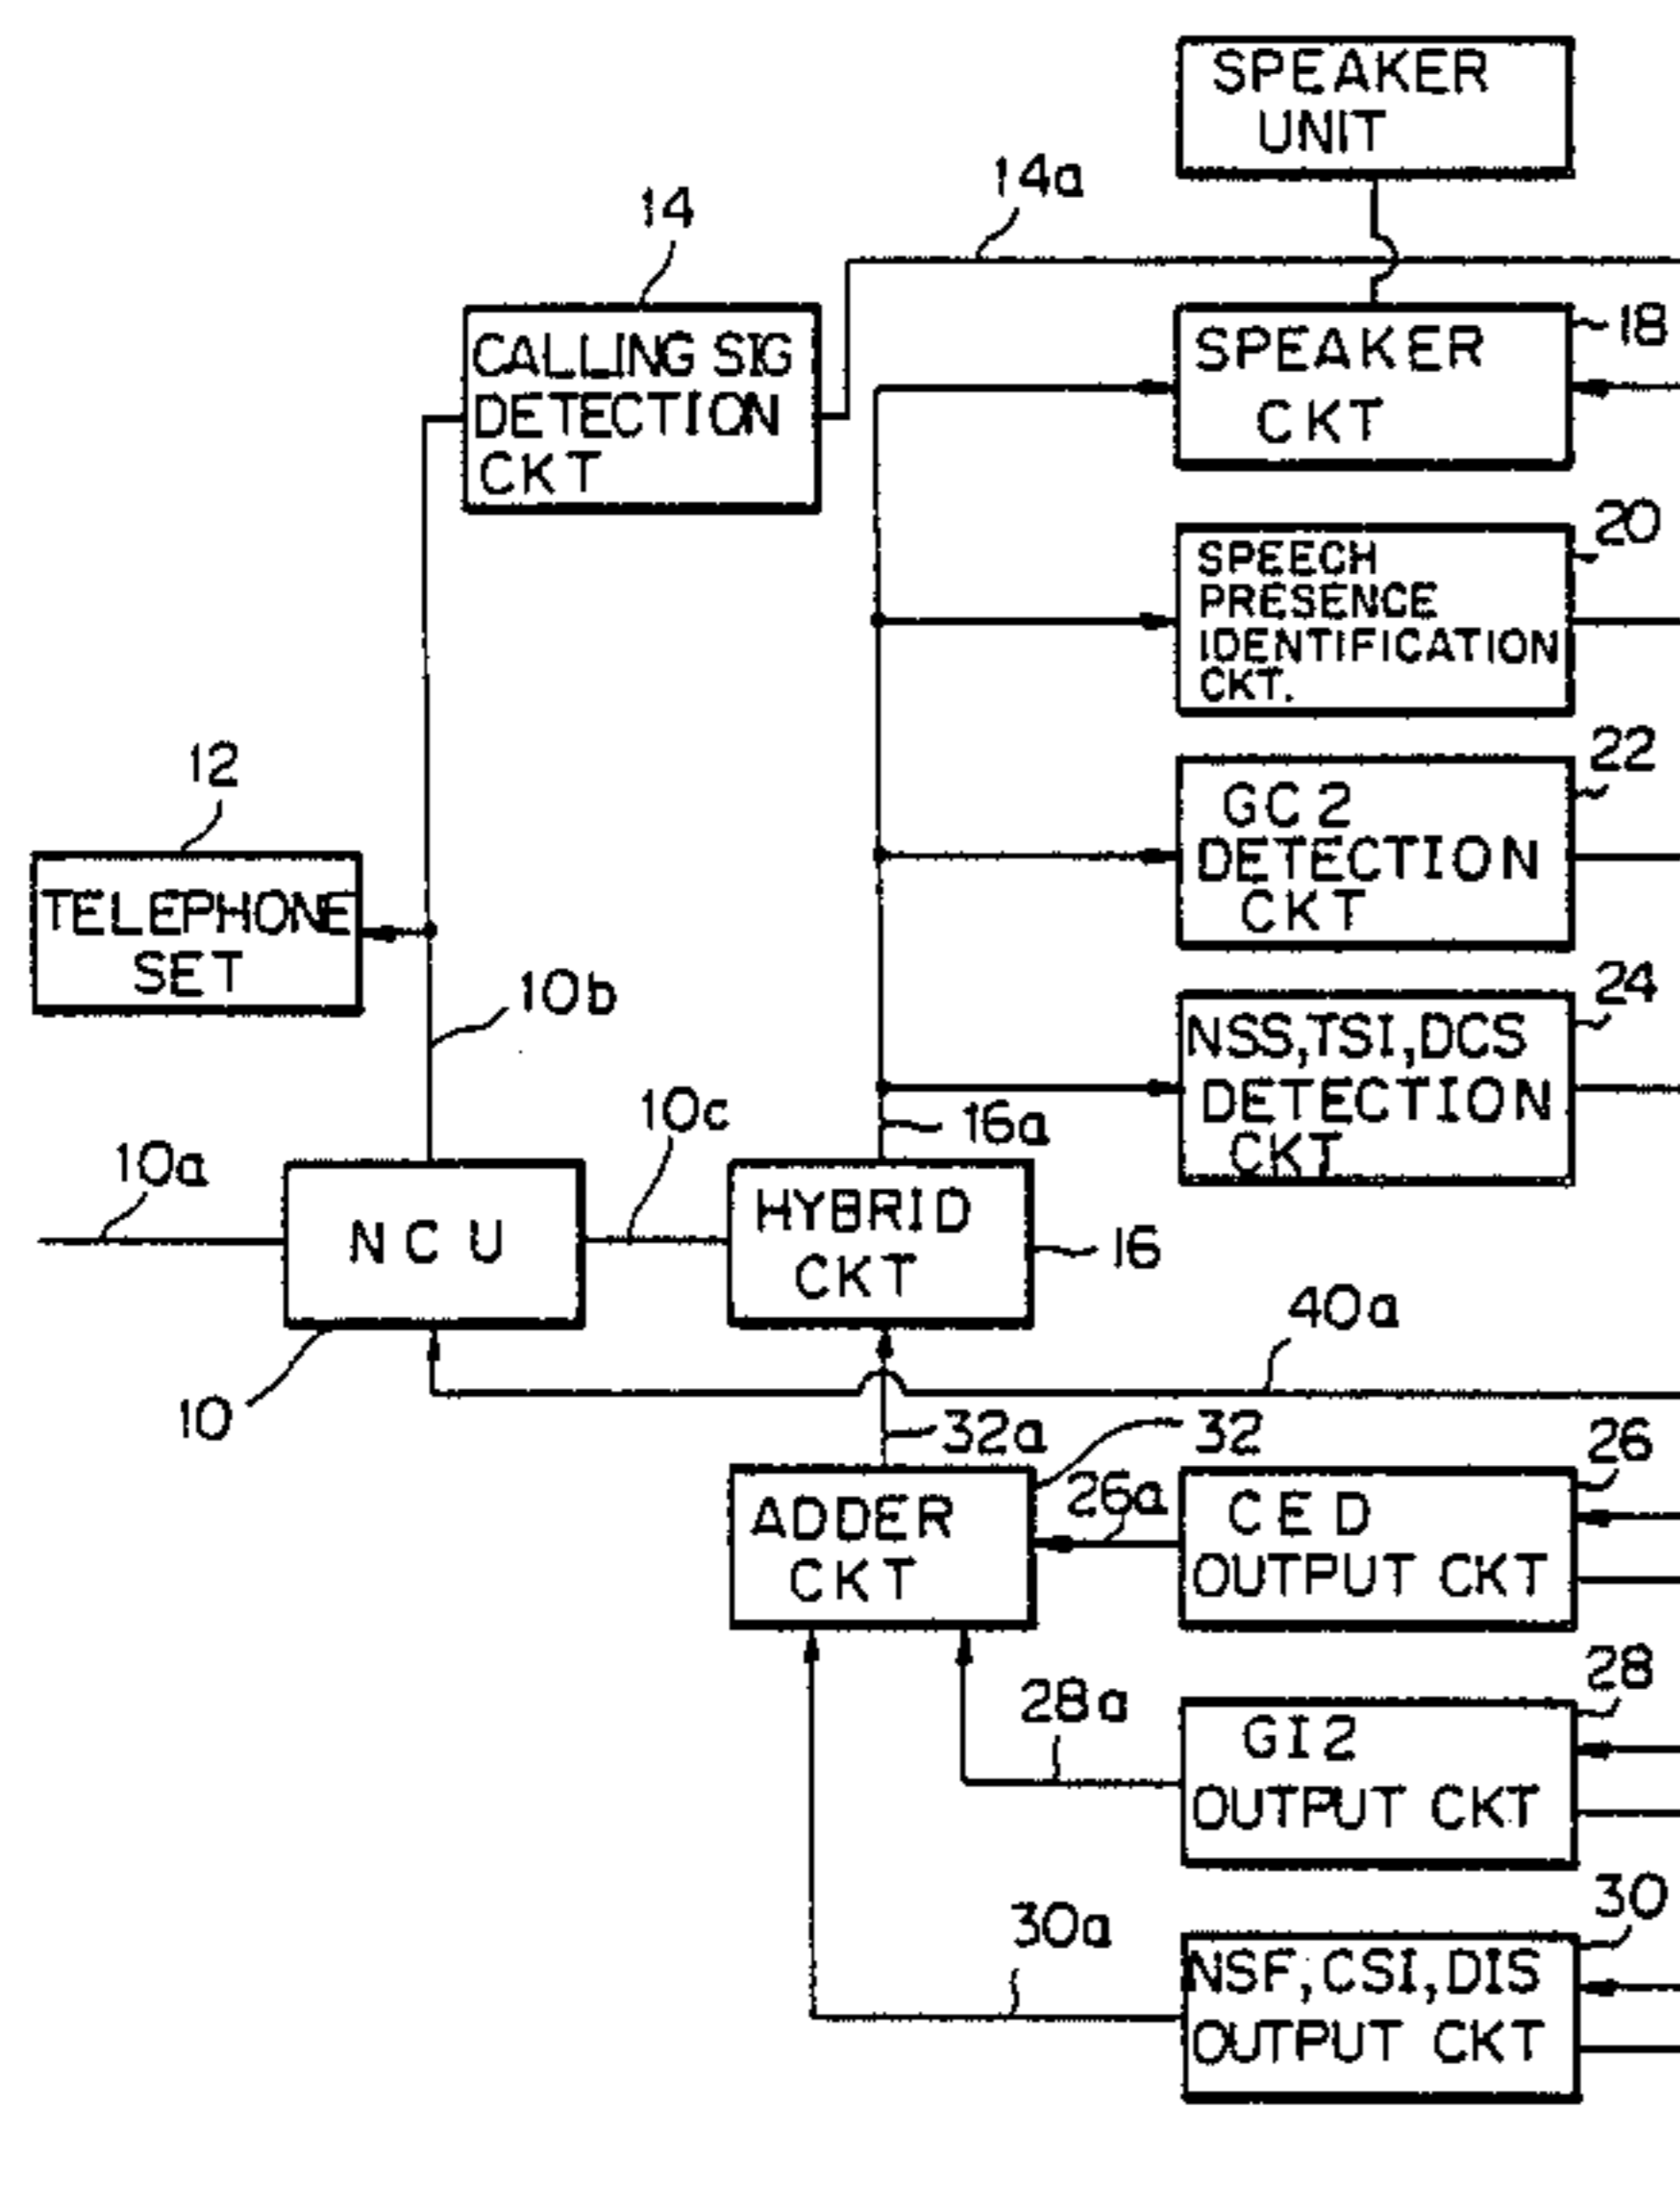 SPEAKER
UNIT
14a
14
CALLING SIG
DETECTION
CKT
18
SPEAKER
CKT
20
SPEECH
PRESENCE
IDENTIFICATION
CKT.
12
TELEPHONE
SET
22
GC2
DETECTION
CKT
10b
24
NSS,TSI,DCS
DETECTION
CKT
10a
10c
16a
NCU
HYBRID
CKT
16
40a
10
32a
32
26a
26
ADDER
CKT
CED
OUTPUT CKT
28a
28
GI2
OUTPUT CKT
30a
30
NSF,CSI,DIS
OUTPUT CKT